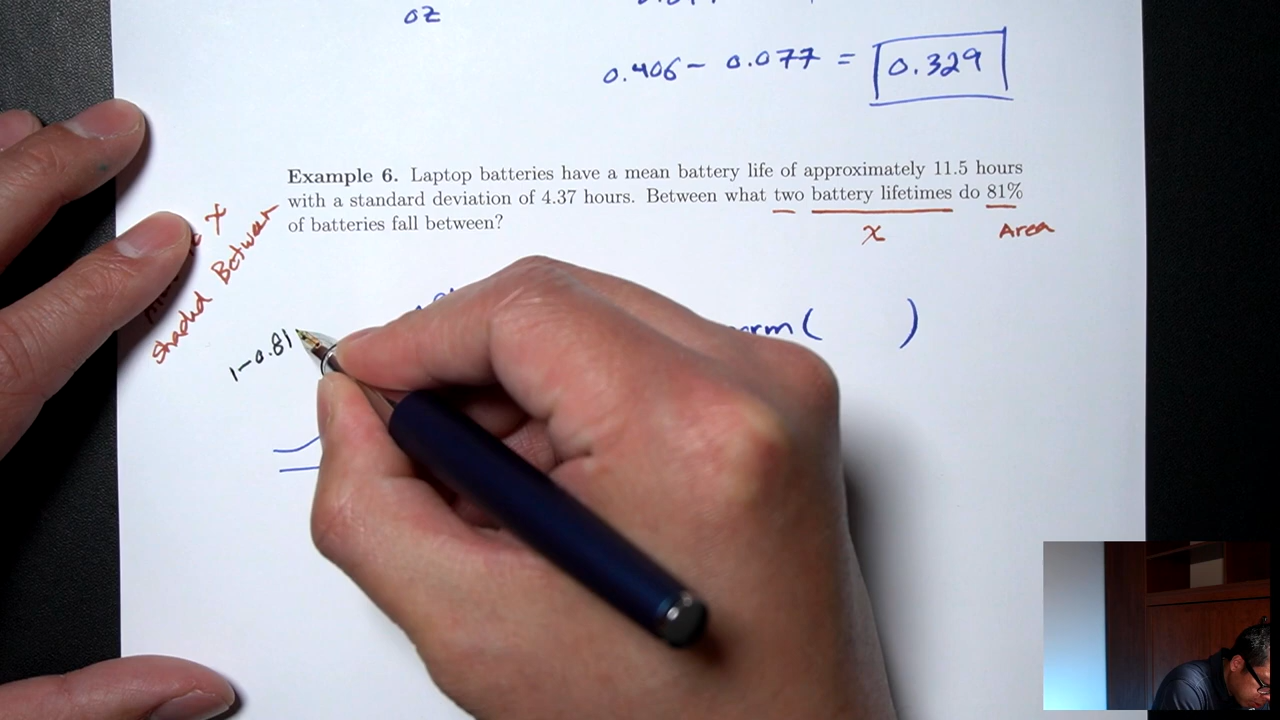 oz
0.406 - 0.077 = 0.329
Example 6. Laptop batteries have a mean battery life of approximately 11.5 hours
with a standard deviation of 4.37 hours. Between what two battery lifetimes do 81%
of batteries fall between?
x
Area
x
Shaded Between
1-0.81
orm( )